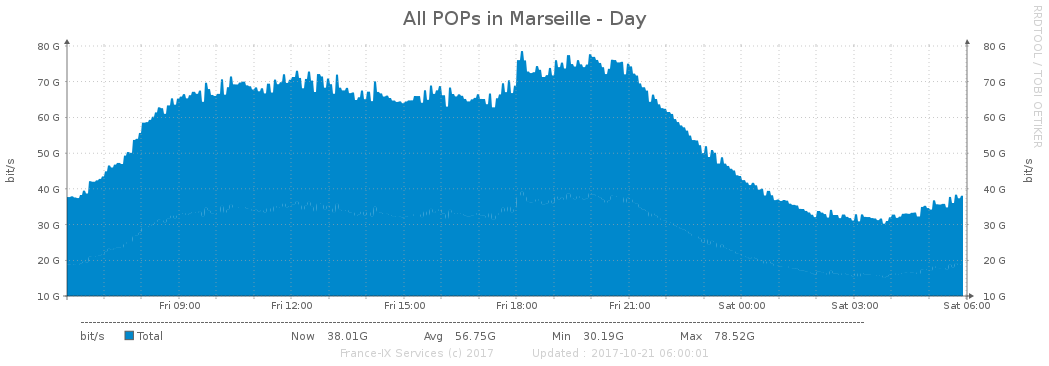 All POPs in Marseille - Day
RRDTOOL / TOBI OETIKER
bit/s
bit/s
80 G 80 G
70 G 70 G
60 G 60 G
50 G 50 G
40 G 40 G
30 G 30 G
20 G 20 G
10 G 10 G
Fri 09:00 Fri 12:00 Fri 15:00 Fri 18:00 Fri 21:00 Sat 00:00 Sat 03:00 Sat 06:00
bit/s Total Now 38.01G Avg 56.75G Min 30.19G Max 78.52G
France-IX Services (c) 2017 Updated : 2017-10-21 06:00:01